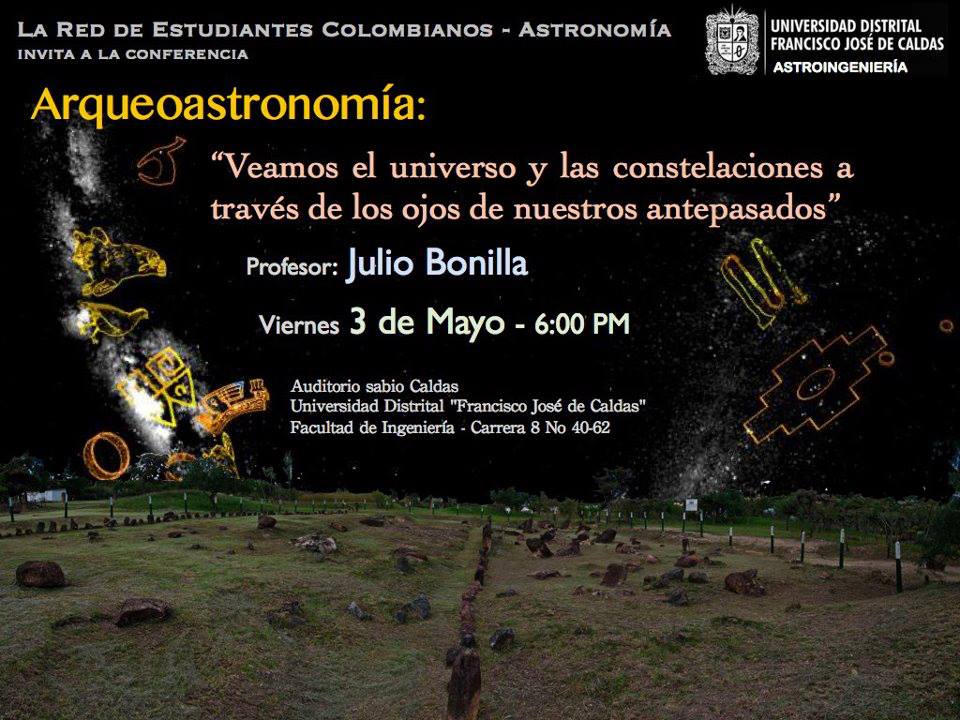 La Red de Estudiantes Colombianos - Astronomía
invita a la conferencia
UNIVERSIDAD DISTRITAL
FRANCISCO JOSÉ DE CALDAS
ASTROINGENIERÍA
Arqueoastronomía:
“Veamos el universo y las constelaciones a
través de los ojos de nuestros antepasados”
Profesor: Julio Bonilla
Viernes 3 de Mayo - 6:00 PM
Auditorio sabio Caldas
Universidad Distrital "Francisco José de Caldas"
Facultad de Ingeniería - Carrera 8 No 40-62